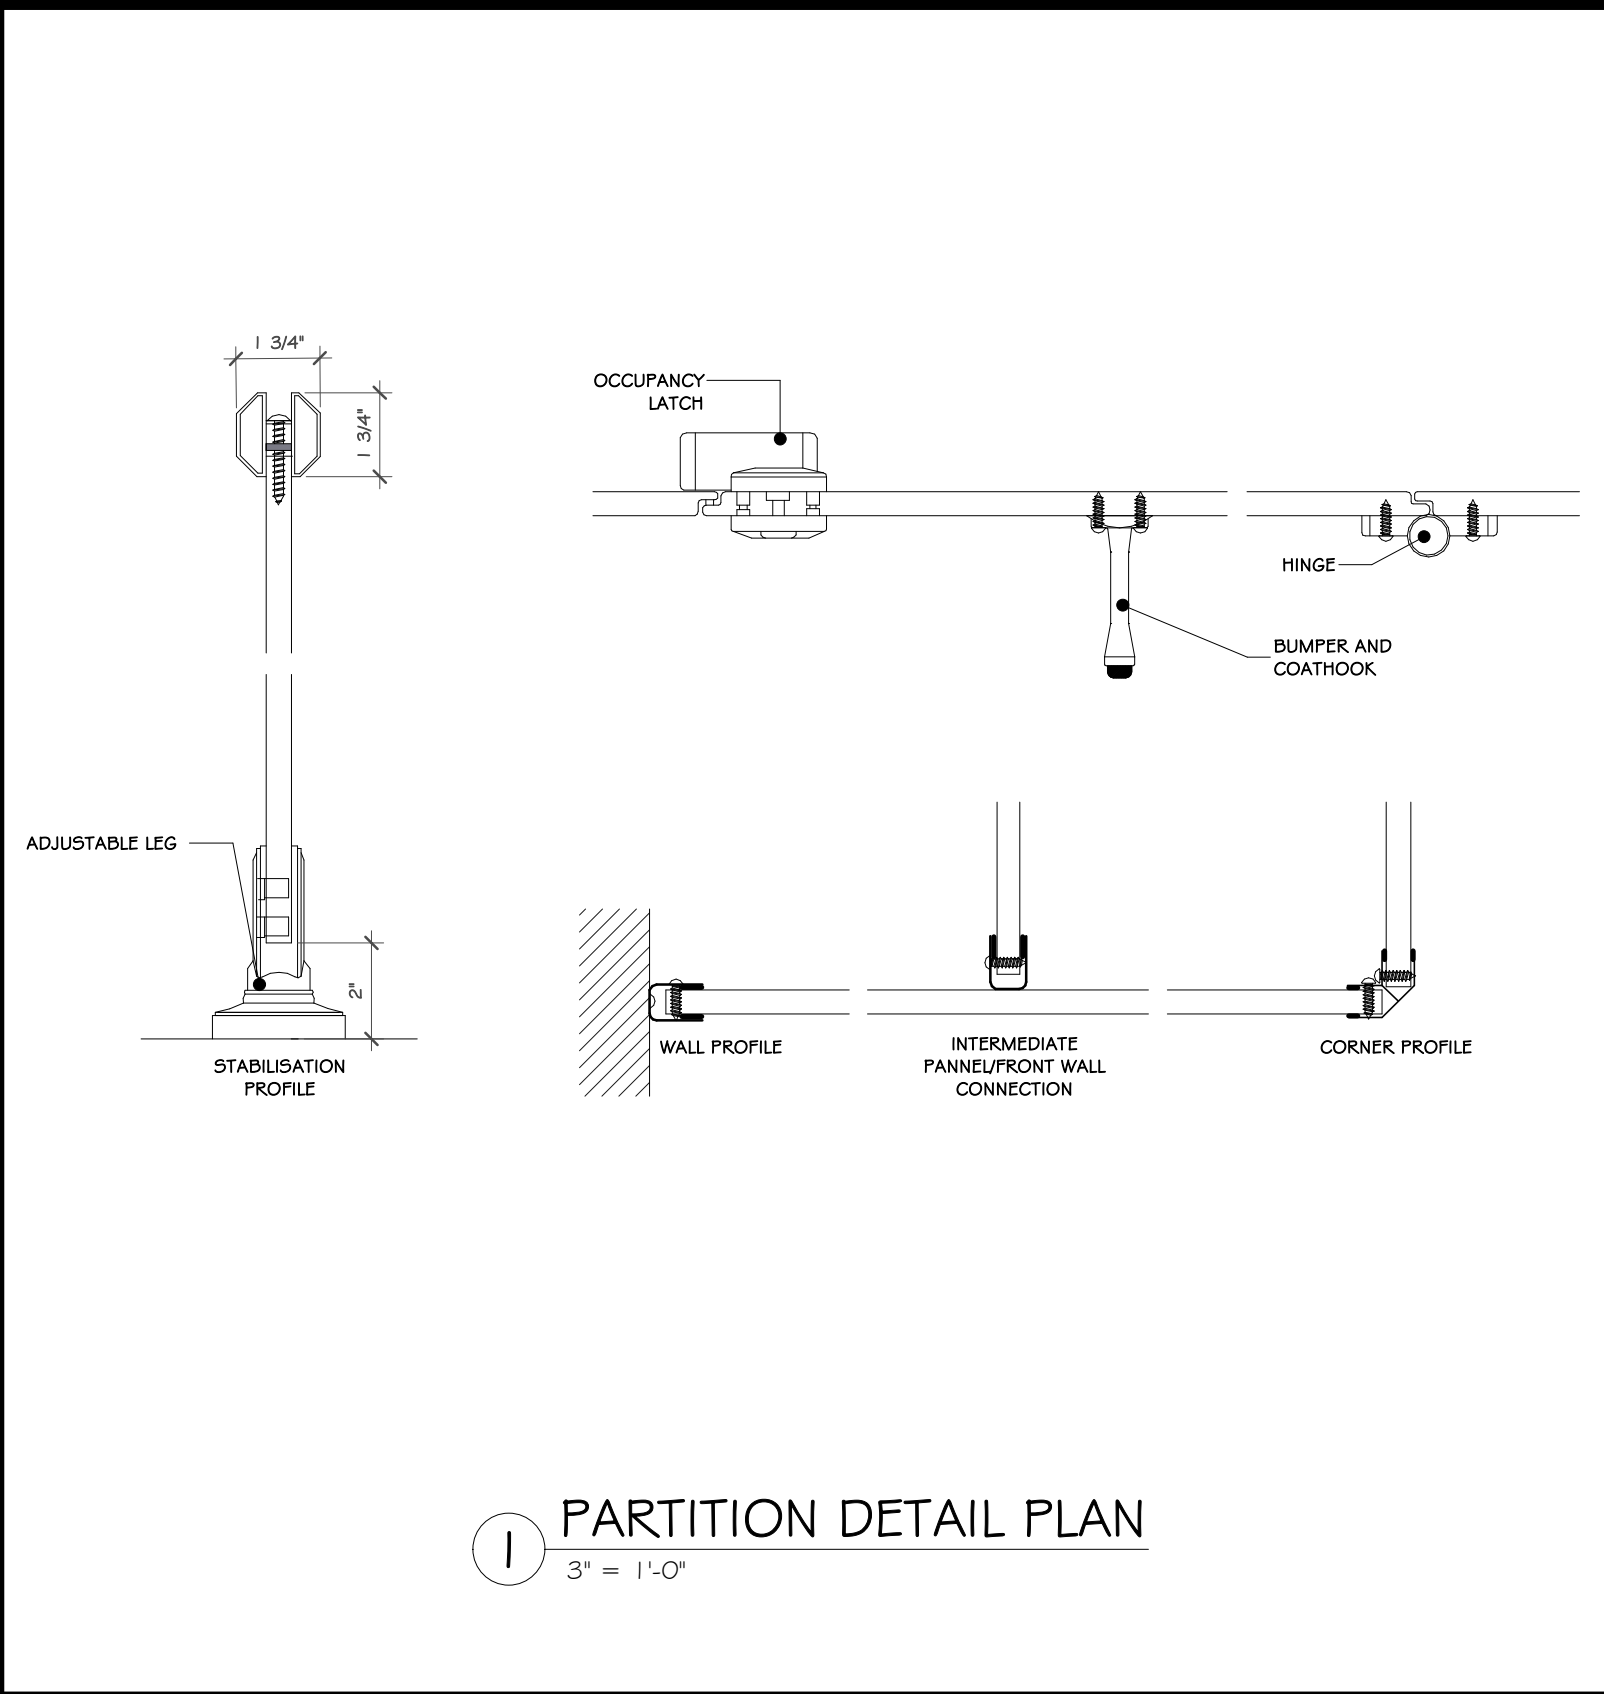 1 3/4"
1 3/4"
OCCUPANCY
LATCH
HINGE
BUMPER AND
COATHOOK
ADJUSTABLE LEG
2"
STABILISATION
PROFILE
WALL PROFILE
INTERMEDIATE
PANNEL/FRONT WALL
CONNECTION
CORNER PROFILE
1
PARTITION DETAIL PLAN
3" = 1'-0"